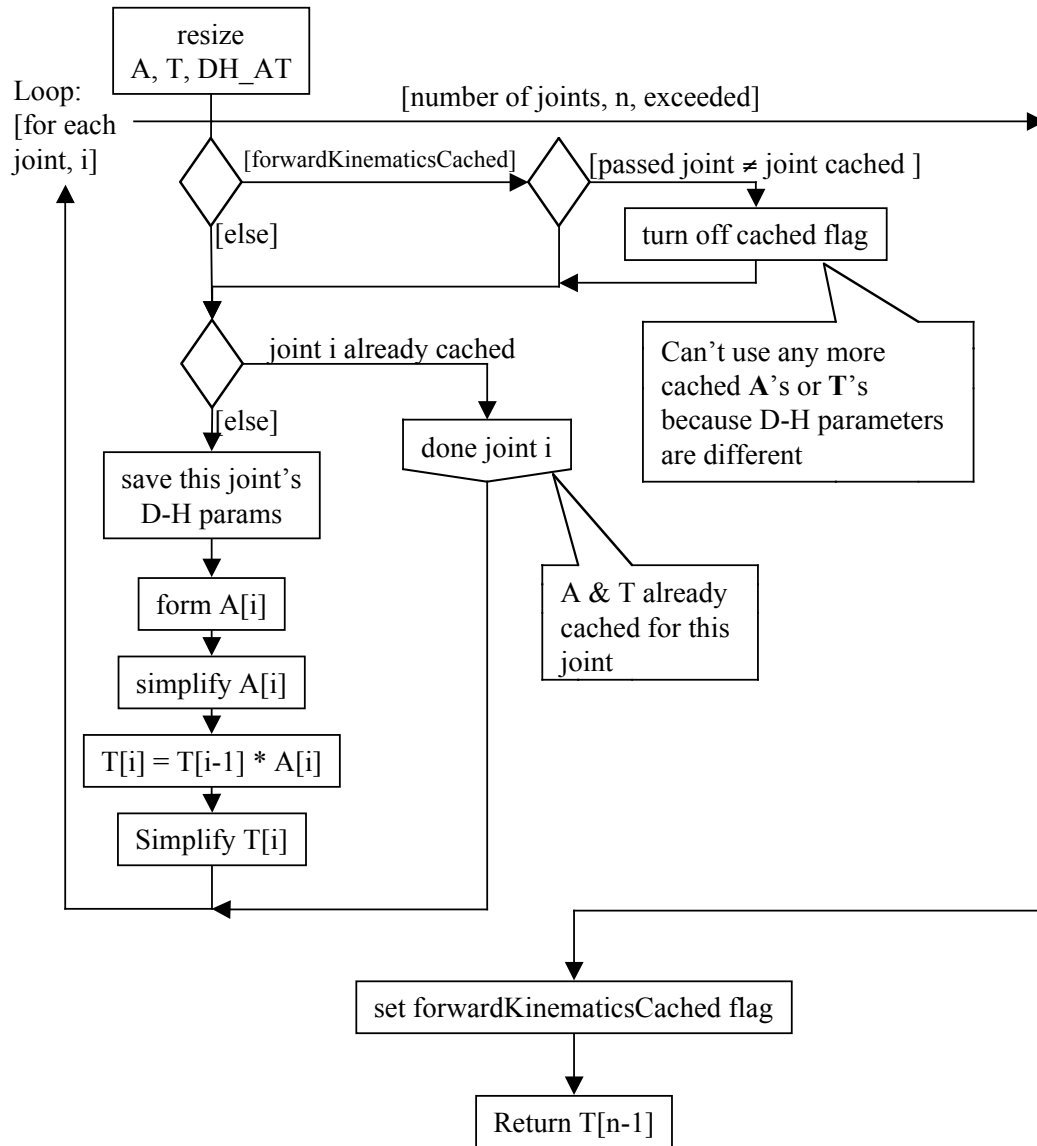 resize
A, T, DH_AT
Loop:
[for each
joint, i]
[number of joints, n, exceeded]
[forwardKinematicsCached]
[passed joint ≠ joint cached ]
[else]
turn off cached flag
Can't use any more
cached A's or T's
because D-H parameters
are different
joint i already cached
[else]
done joint i
save this joint's
D-H params
form A[i]
A & T already
cached for this
joint
simplify A[i]
T[i] = T[i-1] * A[i]
Simplify T[i]
set forwardKinematicsCached flag
Return T[n-1]